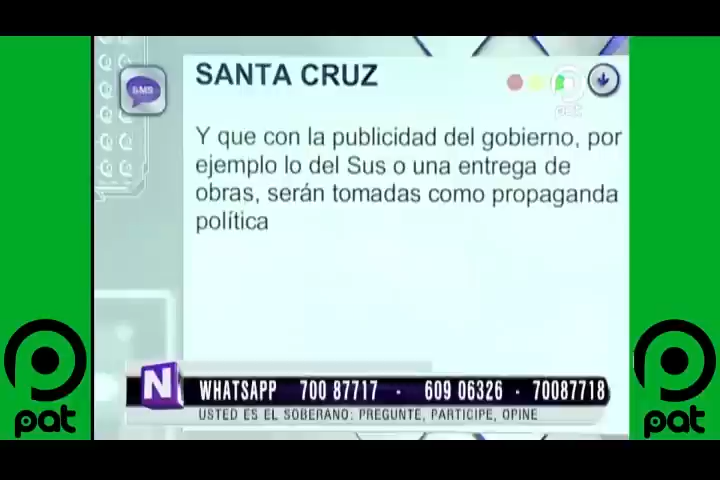 SANTA CRUZ
SMS
pat
Y que con la publicidad del gobierno, por
ejemplo lo del Sus o una entrega de
obras, serán tomadas como propaganda
política
N
WHATSAPP 700 87717 - 609 06326 - 70087718
USTED ES EL SOBERANO: PREGUNTE, PARTICIPE, OPINE
pat
pat